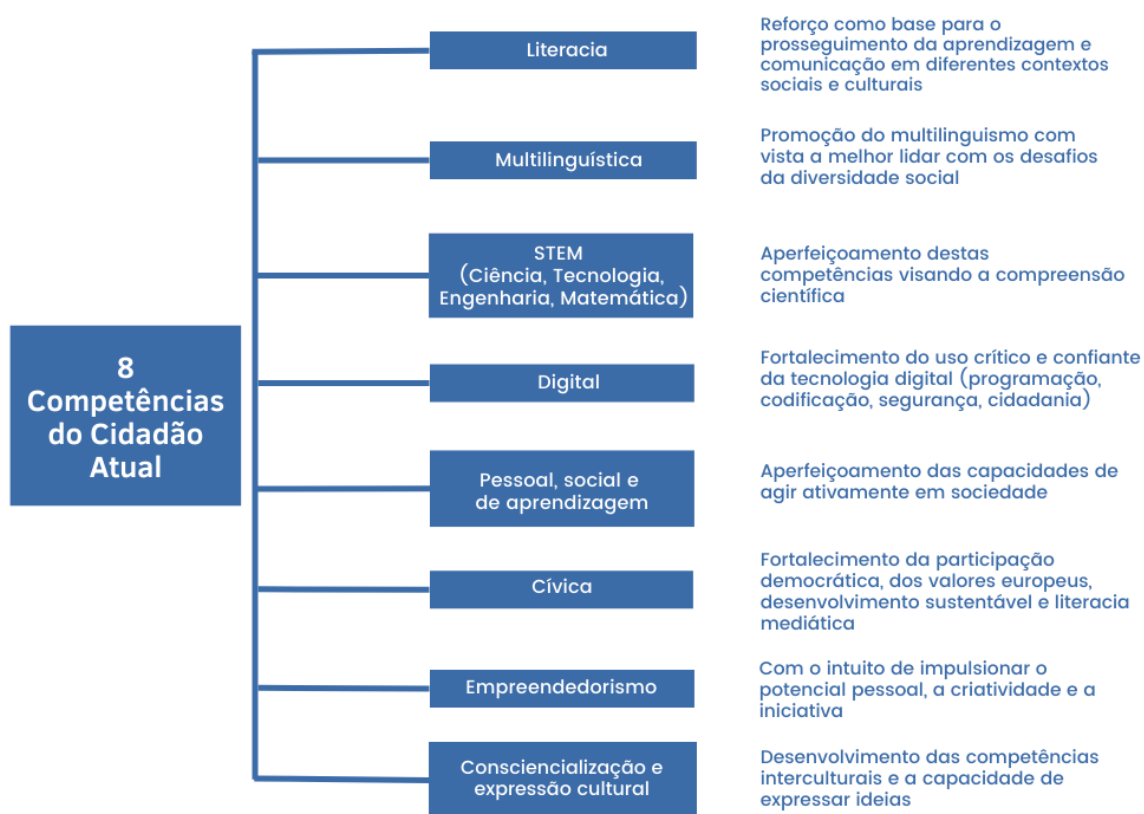 8
Competências
do Cidadão
Atual
Literacia
Reforço como base para o
prosseguimento da aprendizagem e
comunicação em diferentes contextos
sociais e culturais
Multilinguística
Promoção do multilinguismo com
vista a melhor lidar com os desafios
da diversidade social
STEM
(Ciência, Tecnologia,
Engenharia, Matemática)
Aperfeiçoamento destas
competências visando a compreensão
científica
Digital
Fortalecimento do uso crítico e confiante
da tecnologia digital (programação,
codificação, segurança, cidadania)
Pessoal, social e
de aprendizagem
Aperfeiçoamento das capacidades de
agir ativamente em sociedade
Cívica
Fortalecimento da participação
democrática, dos valores europeus,
desenvolvimento sustentável e literacia
mediática
Empreendedorismo
Com o intuito de impulsionar o
potencial pessoal, a criatividade e a
iniciativa
Consciencialização e
expressão cultural
Desenvolvimento das competências
interculturais e a capacidade de
expressar ideias